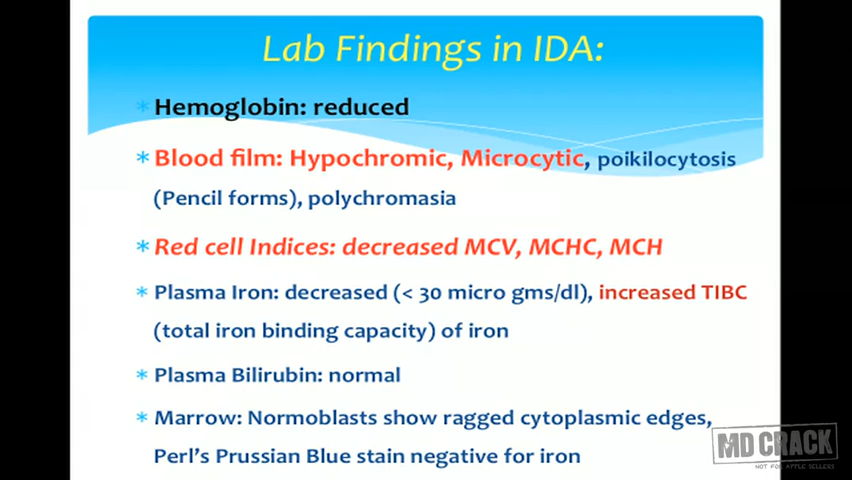 Lab Findings in IDA:
Hemoglobin: reduced
Blood film: Hypochromic, Microcytic, poikilocytosis
(Pencil forms), polychromasia
Red cell Indices: decreased MCV, MCHC, MCH
Plasma Iron: decreased (< 30 micro gms/dl), increased TIBC
(total iron binding capacity) of iron
Plasma Bilirubin: normal
Marrow: Normoblasts show ragged cytoplasmic edges,
Perl's Prussian Blue stain negative for iron
MD CRACK
NOT FOR APPLE SELLERS